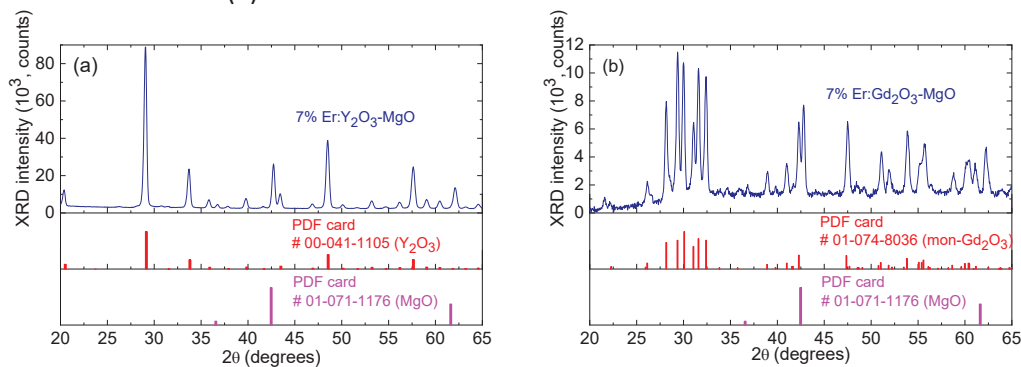 (a)
7% Er:Y₂O₃-MgO
XRD intensity (10³, counts)
80
60
40
20
0
PDF card
# 00-041-1105 (Y₂O₃)
PDF card
# 01-071-1176 (MgO)
20 25 30 35 40 45 50 55 60 65
2θ (degrees)
(b)
7% Er:Gd₂O₃-MgO
XRD intensity (10³, counts)
12
10
8
6
4
2
0
PDF card
# 01-074-8036 (mon-Gd₂O₃)
PDF card
# 01-071-1176 (MgO)
20 25 30 35 40 45 50 55 60 65
2θ (degrees)